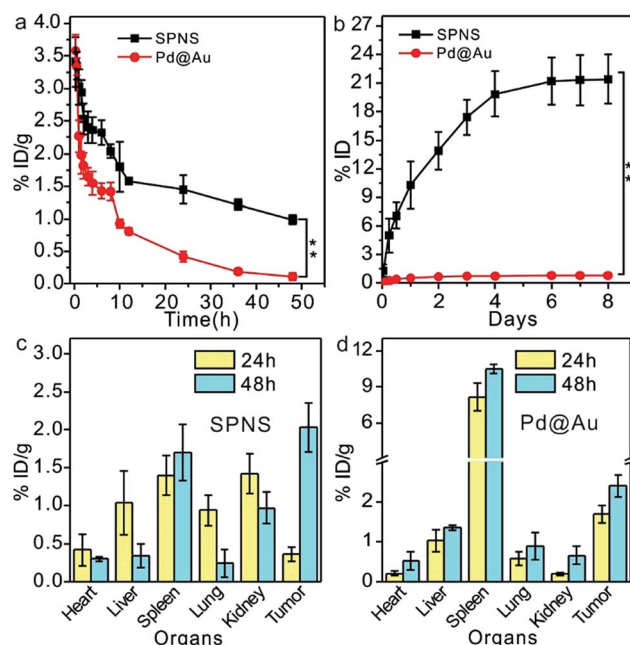 a
SPNS
Pd@Au
% ID/g
4.0
3.5
3.0
2.5
2.0
1.5
1.0
0.5
0.0
0 10 20 30 40 50
Time(h)
**
b
SPNS
Pd@Au
% ID
27
24
21
18
15
12
9
6
3
0
0 2 4 6 8
Days
**
c
24h
48h
SPNS
% ID/g
3.0
2.5
2.0
1.5
1.0
0.5
0.0
Heart Liver Spleen Lung Kidney Tumor
Organs
d
24h
48h
Pd@Au
% ID/g
12
9
6
2
1
0
Heart Liver Spleen Lung Kidney Tumor
Organs